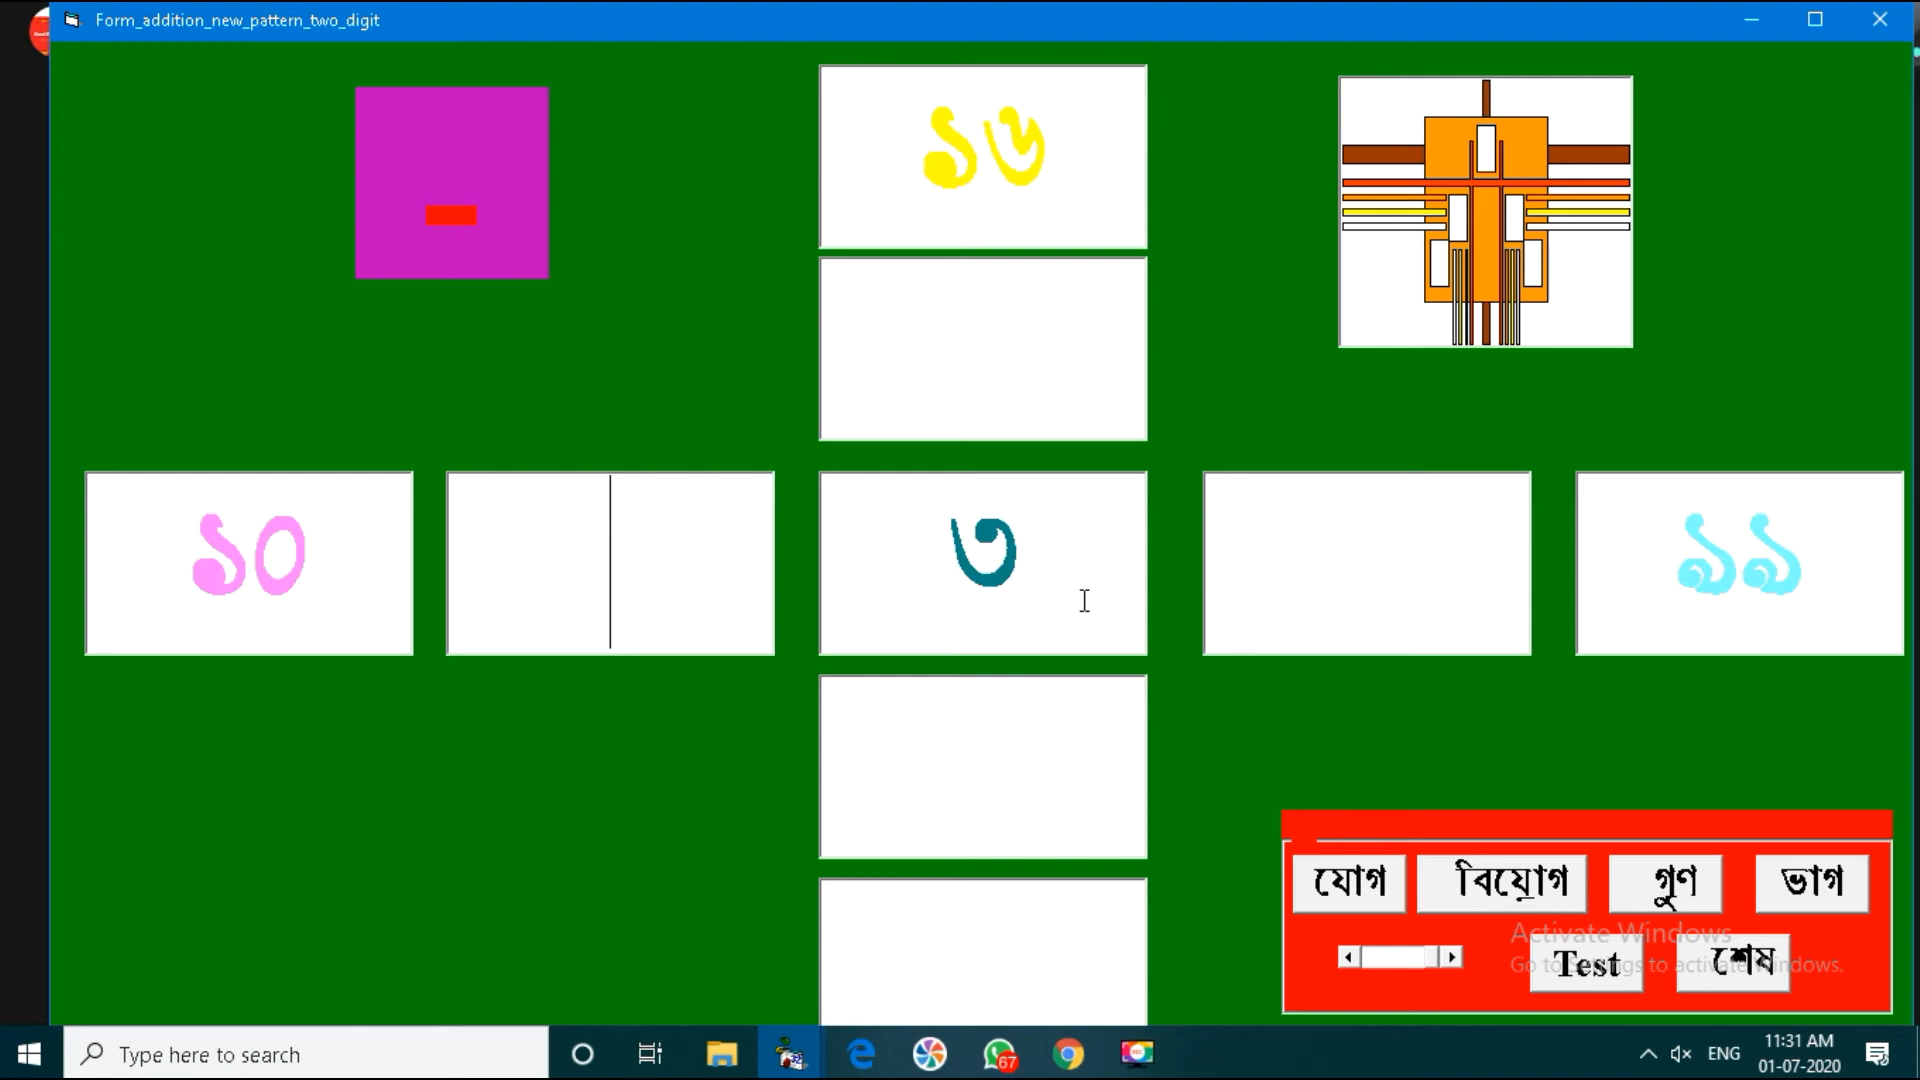 Form_addition_new_pattern_two_digit
১৬
১০
৩
৯৯
যোগ
বিয়োগ
গুণ
ভাগ
Activate Windows
Go to Settings to activate Windows.
Test
শেষ
Type here to search
67
ENG
11:31 AM
01-07-2020